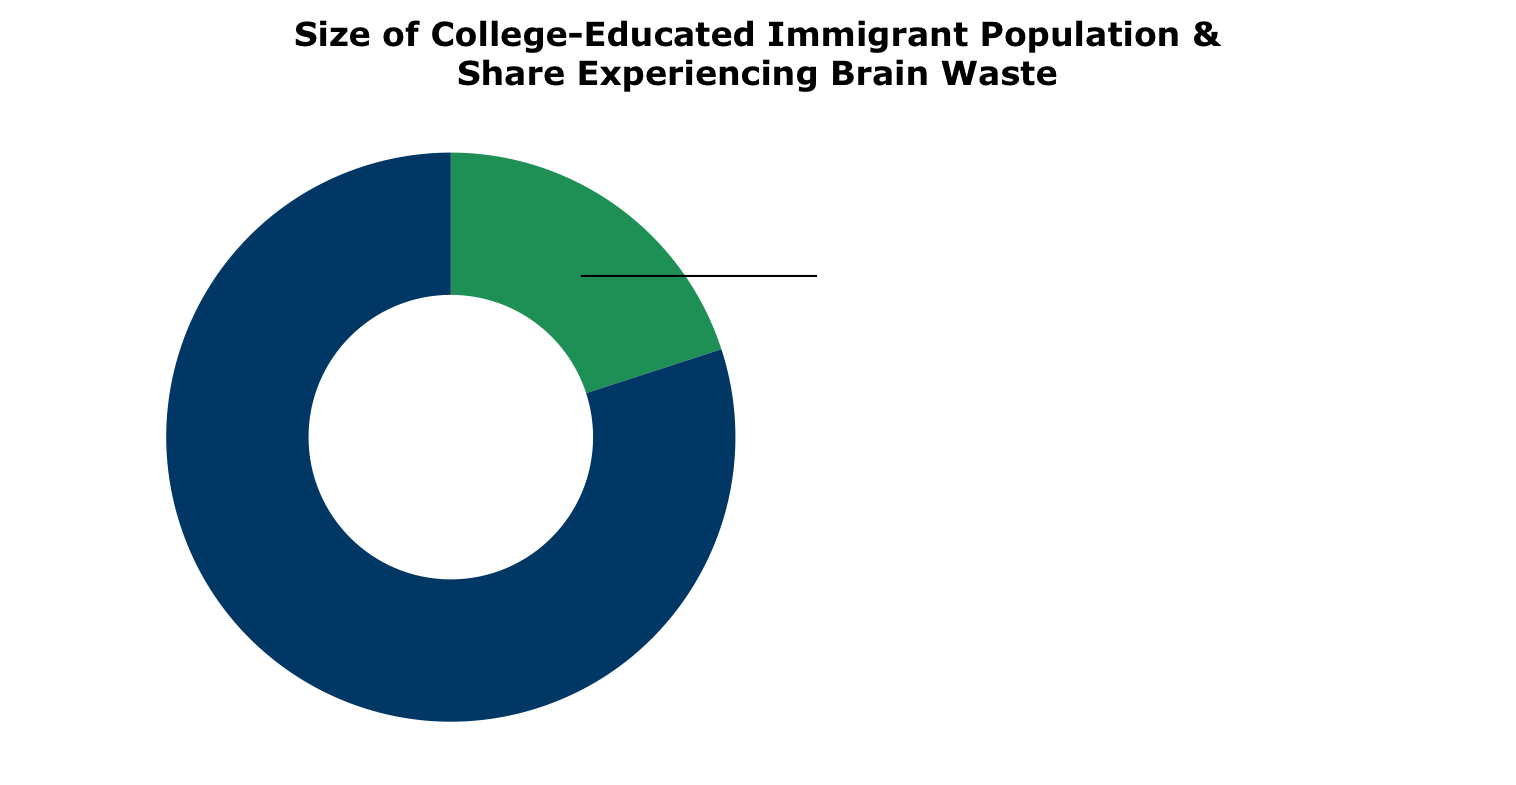 Size of College-Educated Immigrant Population &
Share Experiencing Brain Waste